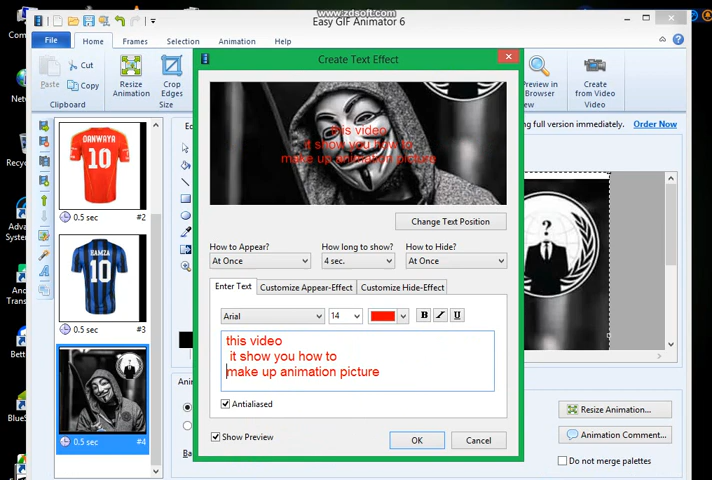 www.zdsoft.com
Easy GIF Animator 6
File
Home
Frames
Selection
Animation
Help
Paste
Cut
Copy
Clipboard
Resize
Animation
Crop
Edges
Size
Preview in
Browser
Create
from Video
Video
ing full version immediately. Order Now
DANWAYR
10
0.5 sec
#2
HAMZA
10
0.5 sec
#3
0.5 sec
#4
Create Text Effect
this video
it show you how to
make up animation picture
Change Text Position
How to Appear?
How long to show?
How to Hide?
At Once
4 sec.
At Once
Enter Text
Customize Appear-Effect
Customize Hide-Effect
Arial
14
B
I
U
this video
it show you how to
make up animation picture
Antialiased
Show Preview
OK
Cancel
?
Resize Animation...
Animation Comment...
Do not merge palettes